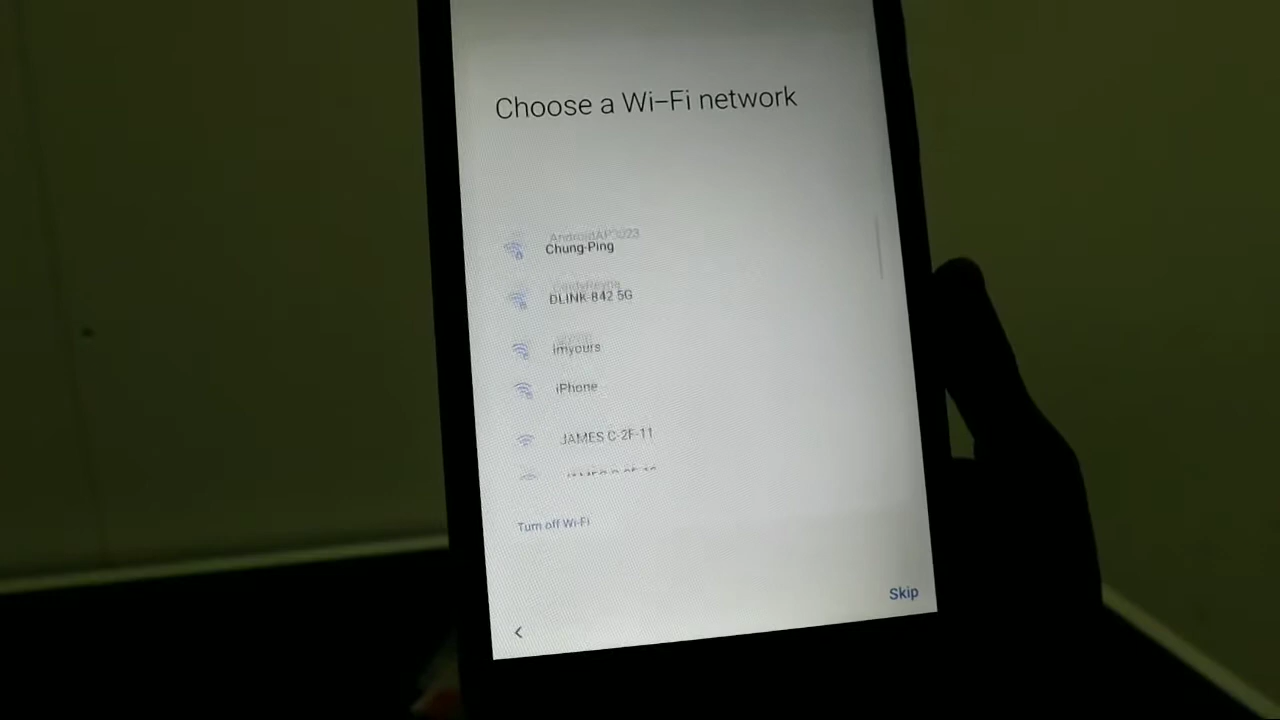 Choose a Wi-Fi network
AndroidAP3023
Chung-Ping
DLINK-842 5G
imyours
iPhone
JAMES C-2F-11
Turn off Wi-Fi
Skip